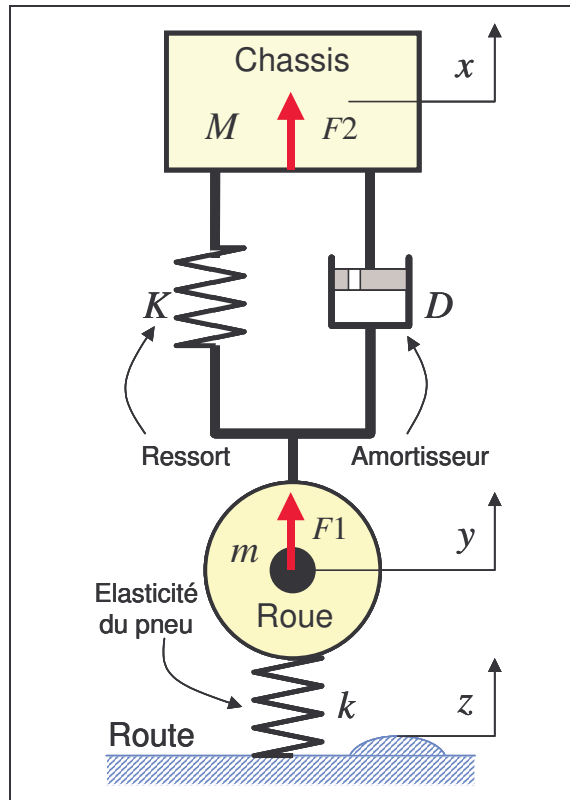 Chassis
x
M
F2
K
D
Ressort
Amortisseur
F1
y
m
Roue
Elasticité
du pneu
k
z
Route